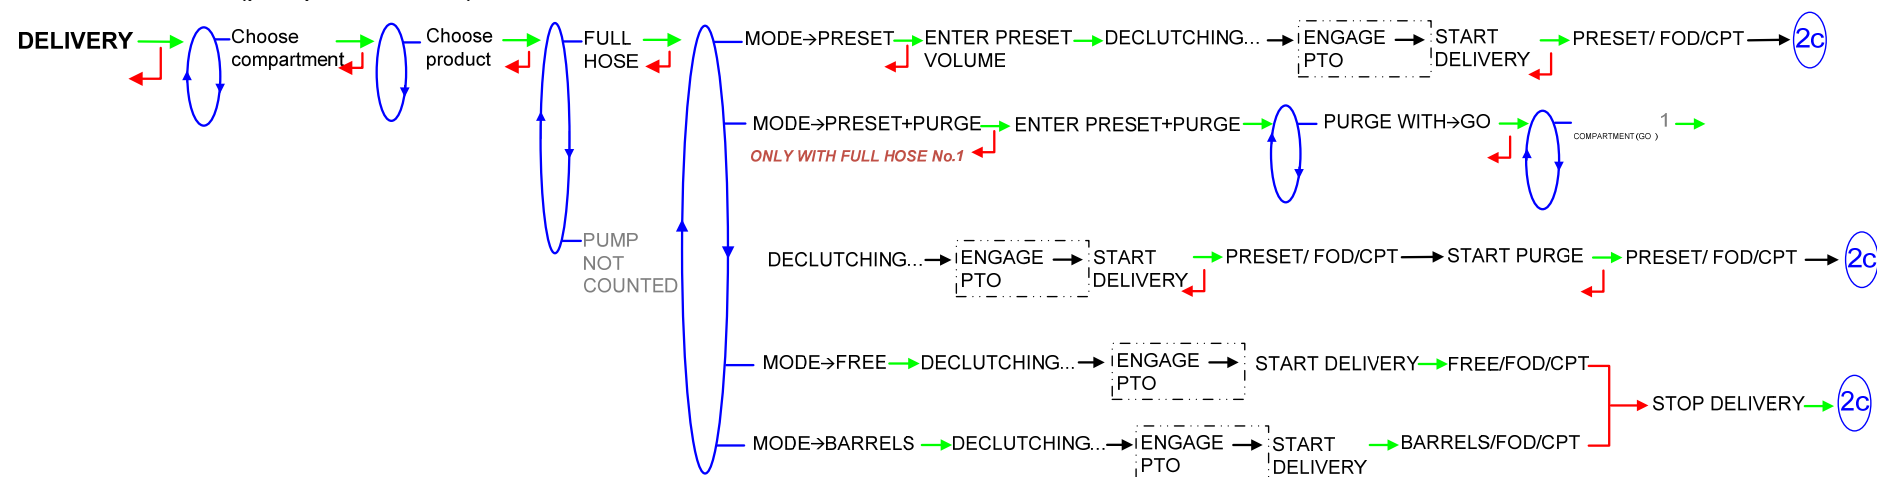 DELIVERY
Choose
compartment
Choose
product
FULL
HOSE
MODE→PRESET
ENTER PRESET
VOLUME
DECLUTCHING...
ENGAGE
PTO
START
DELIVERY
PRESET/ FOD/CPT
2c
MODE→PRESET+PURGE
ONLY WITH FULL HOSE No.1
ENTER PRESET+PURGE
PURGE WITH→GO
COMPARTMENT(GO )
1
PUMP
NOT
COUNTED
DECLUTCHING...
ENGAGE
PTO
START
DELIVERY
PRESET/ FOD/CPT
START PURGE
PRESET/ FOD/CPT
2c
MODE→FREE
DECLUTCHING...
ENGAGE
PTO
START DELIVERY
FREE/FOD/CPT
STOP DELIVERY
2c
MODE→BARRELS
DECLUTCHING...
ENGAGE
PTO
START
DELIVERY
BARRELS/FOD/CPT